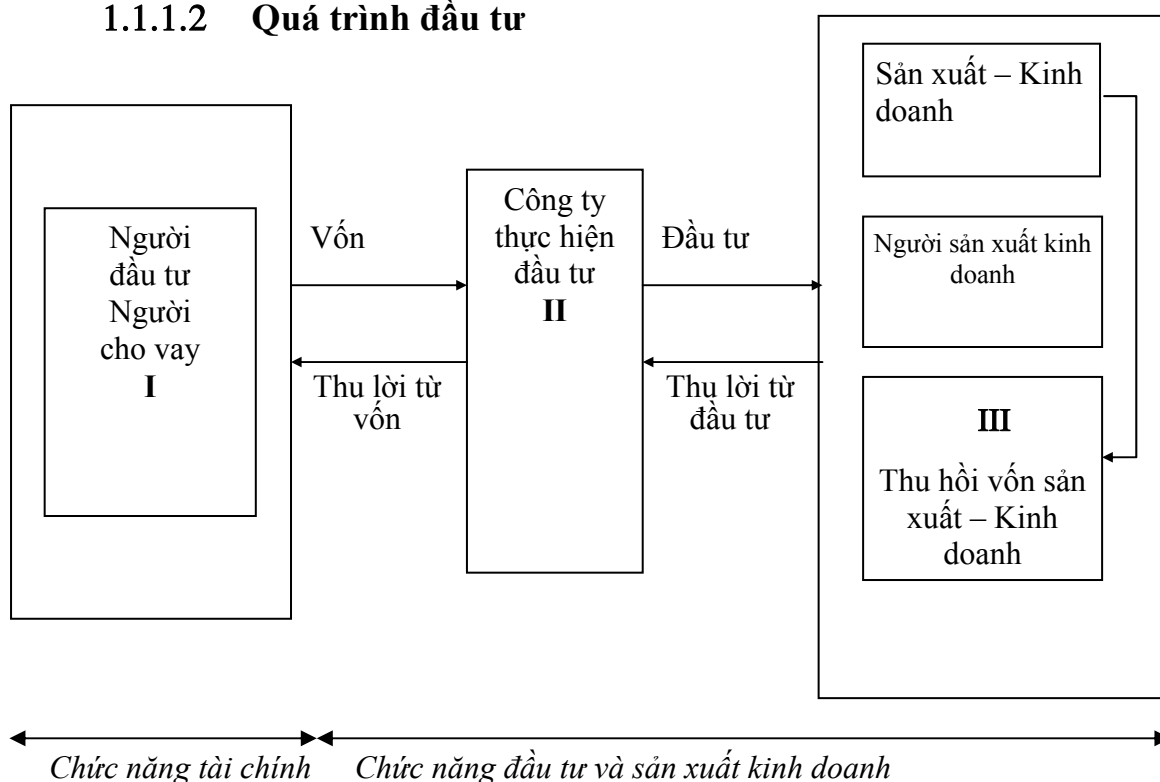 1.1.1.2 Quá trình đầu tư
Người
đầu tư
Người
cho vay
I
Vốn
Thu lời từ
vốn
Công ty
thực hiện
đầu tư
II
Đầu tư
Thu lời từ
đầu tư
Sản xuất – Kinh
doanh
Người sản xuất kinh
doanh
III
Thu hồi vốn sản
xuất – Kinh
doanh
Chức năng tài chính
Chức năng đầu tư và sản xuất kinh doanh